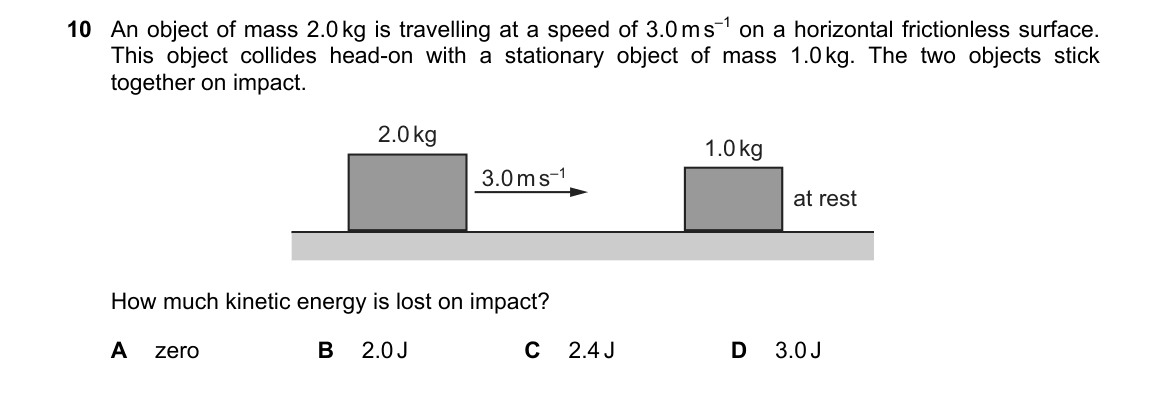 10 An object of mass 2.0 kg is travelling at a speed of 3.0 m s⁻¹ on a horizontal frictionless surface.
This object collides head-on with a stationary object of mass 1.0 kg. The two objects stick
together on impact.
2.0 kg
1.0 kg
3.0 m s⁻¹
at rest
How much kinetic energy is lost on impact?
A zero B 2.0 J C 2.4 J D 3.0 J